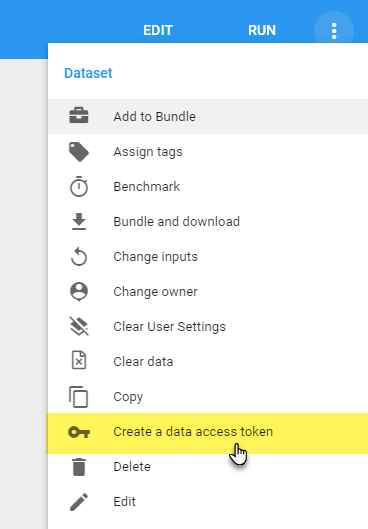 EDIT RUN
Dataset
Add to Bundle
Assign tags
Benchmark
Bundle and download
Change inputs
Change owner
Clear User Settings
Clear data
Copy
Create a data access token
Delete
Edit